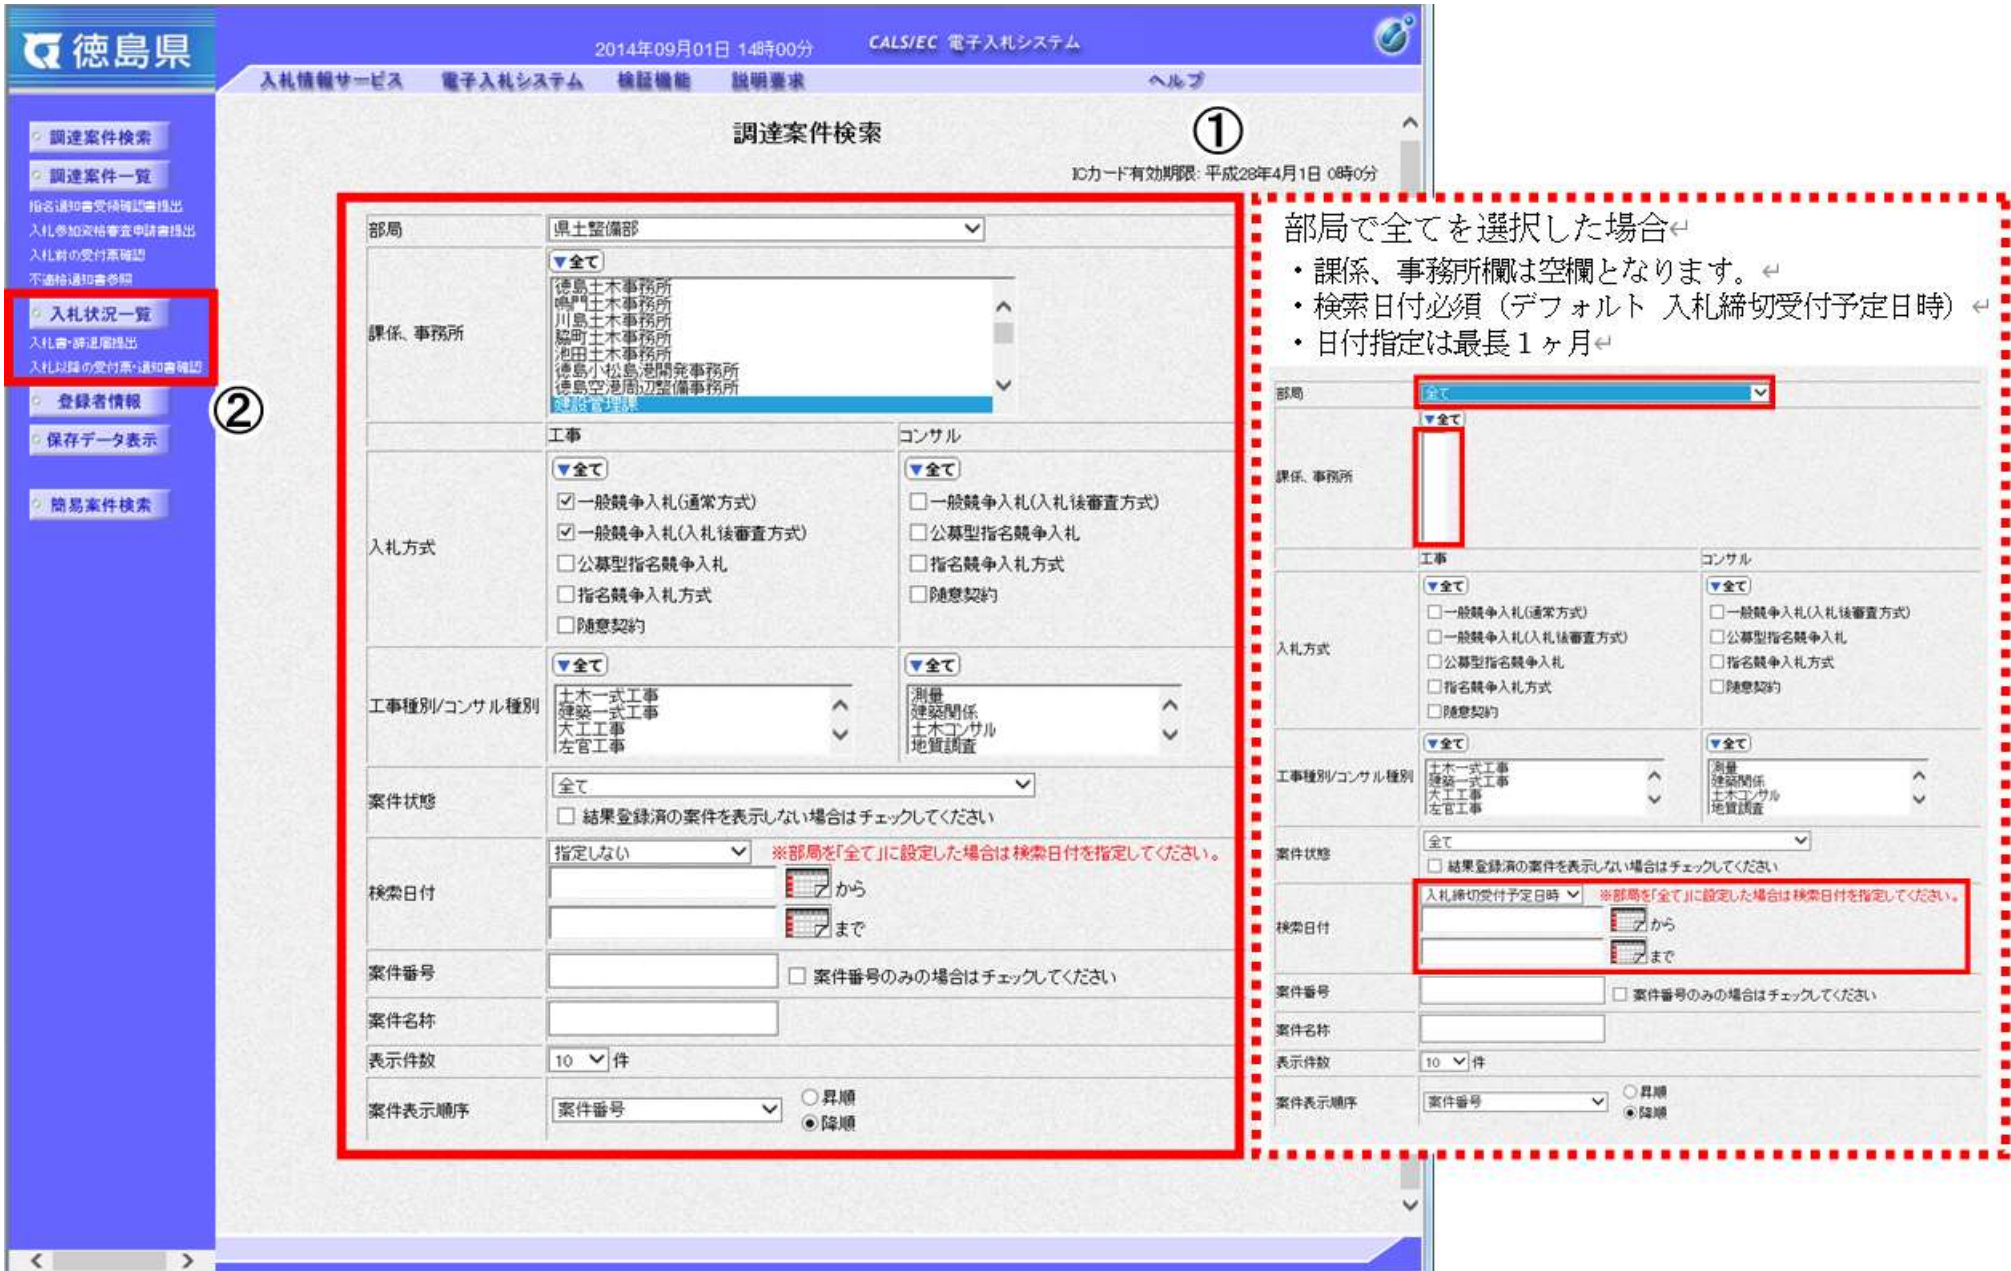 徳島県
2014年09月01日 14時00分
CALS/EC 電子入札システム
入札情報サービス 電子入札システム 検証機能 説明要求 ヘルプ
調達案件検索
調達案件一覧
指名通知書受領確認書提出
入札参加資格審査申請書提出
入札前の受付票確認
不適格通知書参照
入札状況一覧
入札書・辞退届提出
入札以降の受付票・通知書確認
②
登録者情報
保存データ表示
簡易案件検索
調達案件検索
①
ICカード有効期限: 平成28年4月1日 0時0分
部局 県土整備部
▼全て
課係、事務所
徳島土木事務所
鳴門土木事務所
川島土木事務所
脇町土木事務所
池田土木事務所
徳島小松島港開発事務所
徳島空港周辺整備事務所
建設管理課
工事 コンサル
入札方式
▼全て ▼全て
一般競争入札(通常方式) 一般競争入札(入札後審査方式)
一般競争入札(入札後審査方式) 公募型指名競争入札
公募型指名競争入札 指名競争入札方式
指名競争入札方式 随意契約
随意契約
工事種別/コンサル種別
▼全て ▼全て
土木一式工事 測量
建築一式工事 建築関係
大工工事 土木コンサル
左官工事 地質調査
案件状態 全て
結果登録済の案件を表示しない場合はチェックしてください
検索日付
指定しない ※部局を「全て」に設定した場合は検索日付を指定してください。
から
まで
案件番号 案件番号のみの場合はチェックしてください
案件名称
表示件数 10 件
案件表示順序 案件番号 昇順
降順
部局で全てを選択した場合↵
・課係、事務所欄は空欄となります。↵
・検索日付必須（デフォルト 入札締切受付予定日時）↵
・日付指定は最長１ヶ月↵
部局 全て
▼全て
課係、事務所
工事 コンサル
入札方式
▼全て ▼全て
一般競争入札(通常方式) 一般競争入札(入札後審査方式)
一般競争入札(入札後審査方式) 公募型指名競争入札
公募型指名競争入札 指名競争入札方式
指名競争入札方式 随意契約
随意契約
工事種別/コンサル種別
▼全て ▼全て
土木一式工事 測量
建築一式工事 建築関係
大工工事 土木コンサル
左官工事 地質調査
案件状態 全て
結果登録済の案件を表示しない場合はチェックしてください
検索日付
入札締切受付予定日時 ※部局を「全て」に設定した場合は検索日付を指定してください。
から
まで
案件番号 案件番号のみの場合はチェックしてください
案件名称
表示件数 10 件
案件表示順序 案件番号 昇順
降順